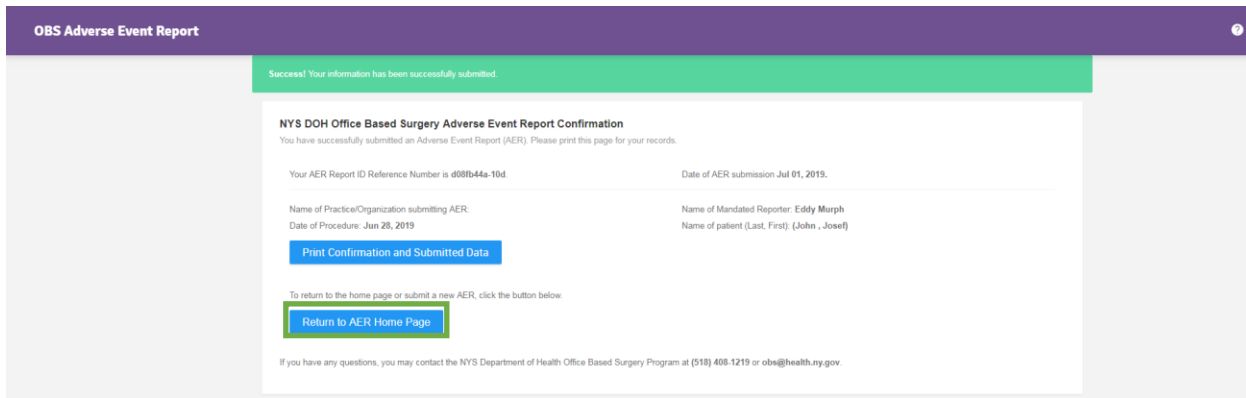 OBS Adverse Event Report
Success! Your information has been successfully submitted.
NYS DOH Office Based Surgery Adverse Event Report Confirmation
You have successfully submitted an Adverse Event Report (AER). Please print this page for your records.
Your AER Report ID Reference Number is d08fb44a-10d.
Date of AER submission Jul 01, 2019.
Name of Practice/Organization submitting AER:
Name of Mandated Reporter: Eddy Murph
Date of Procedure: Jun 28, 2019
Name of patient (Last, First): (John , Josef)
Print Confirmation and Submitted Data
To return to the home page or submit a new AER, click the button below.
Return to AER Home Page
If you have any questions, you may contact the NYS Department of Health Office Based Surgery Program at (518) 408-1219 or obs@health.ny.gov.